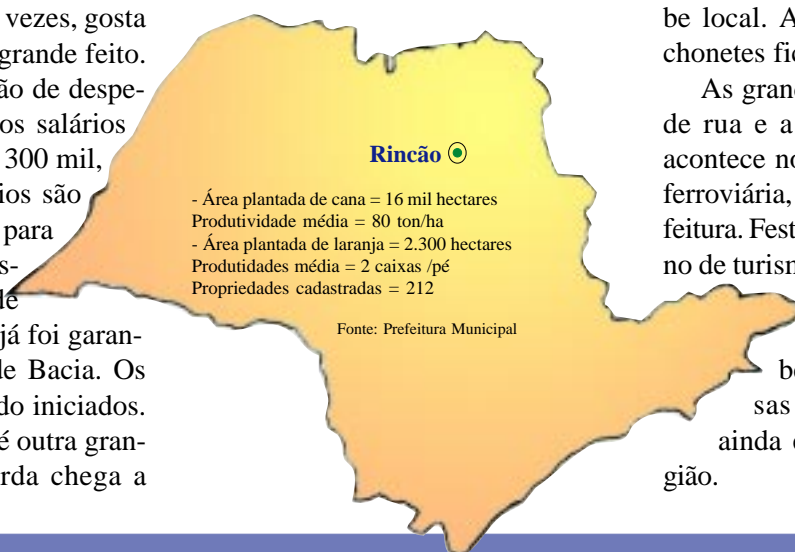 vezes, gosta
grande feito.
ão de despe-
os salários
300 mil,
ios são
para
s-
de
já foi garan-
de Bacia. Os
do iniciados.
é outra gran-
rda chega a
Rincão
- Área plantada de cana = 16 mil hectares
Produtividade média = 80 ton/ha
- Área plantada de laranja = 2.300 hectares
Produtidades média = 2 caixas /pé
Propriedades cadastradas = 212
Fonte: Prefeitura Municipal
be local. A
chonetes fic
As grand
de rua e a
acontece no
ferroviária,
feitura. Fest
no de turism
be
sas
ainda
gião.